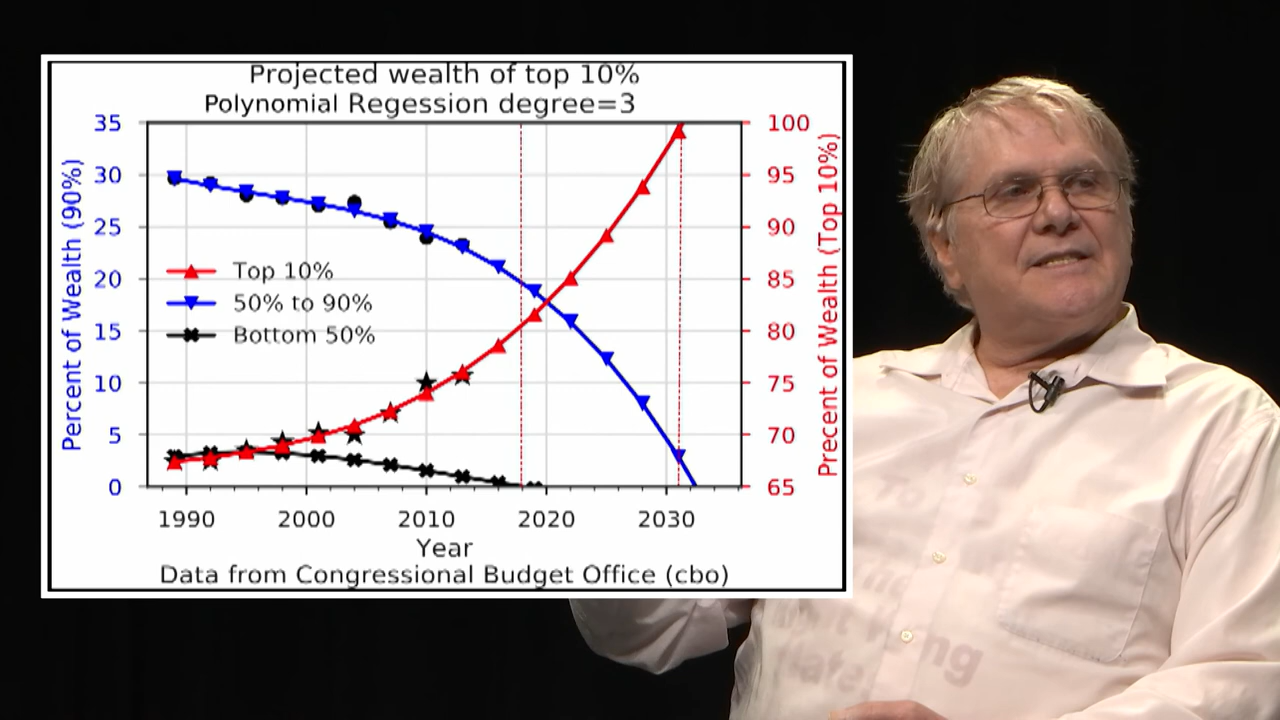 Projected wealth of top 10%
Polynomial Regession degree=3
35
30
25
20
15
10
5
0
Percent of Wealth (90%)
100
95
90
85
80
75
70
65
Precent of Wealth (Top 10%)
Top 10%
50% to 90%
Bottom 50%
1990
2000
2010
2020
2030
Year
Data from Congressional Budget Office (cbo)